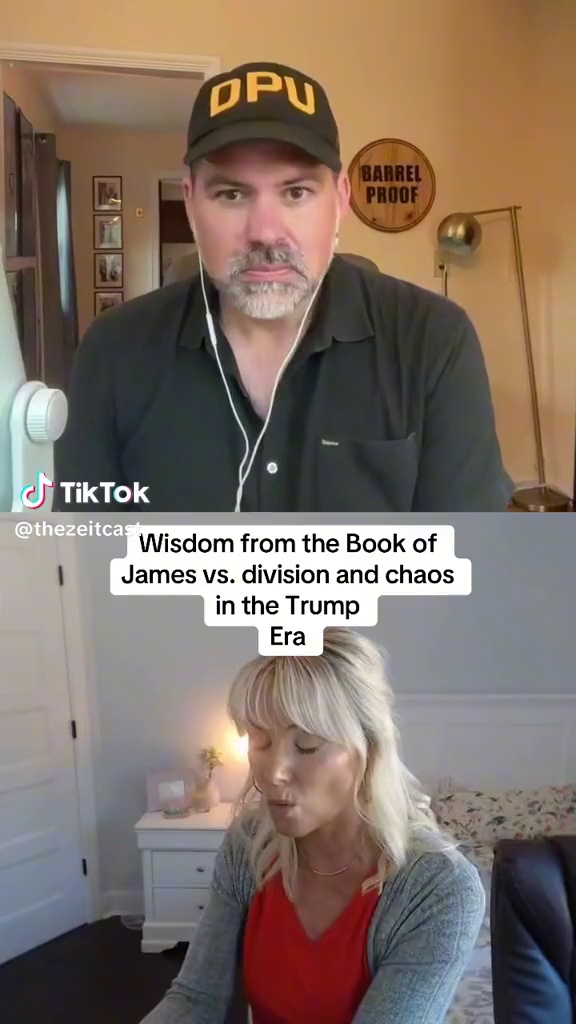 DPU
BARREL
PROOF
TikTok
@thezeitcast
Wisdom from the Book of
James vs. division and chaos
in the Trump
Era